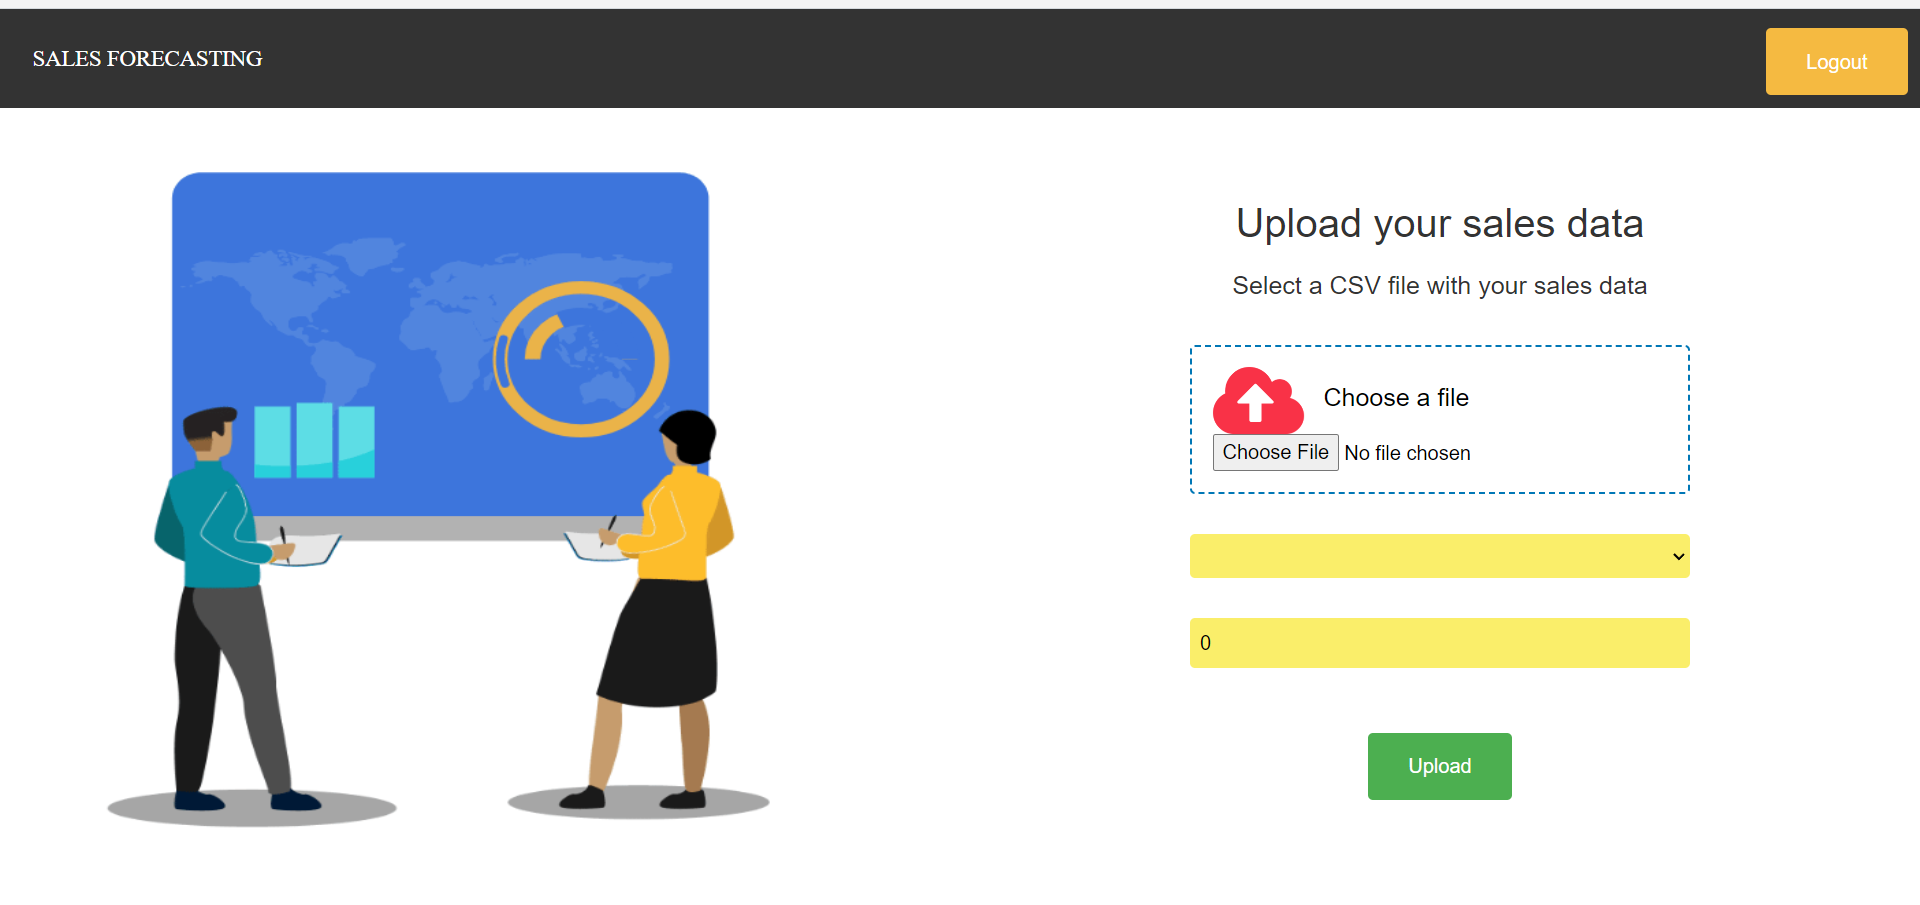 SALES FORECASTING
Logout
Upload your sales data
Select a CSV file with your sales data
Choose a file
Choose File No file chosen
0
Upload